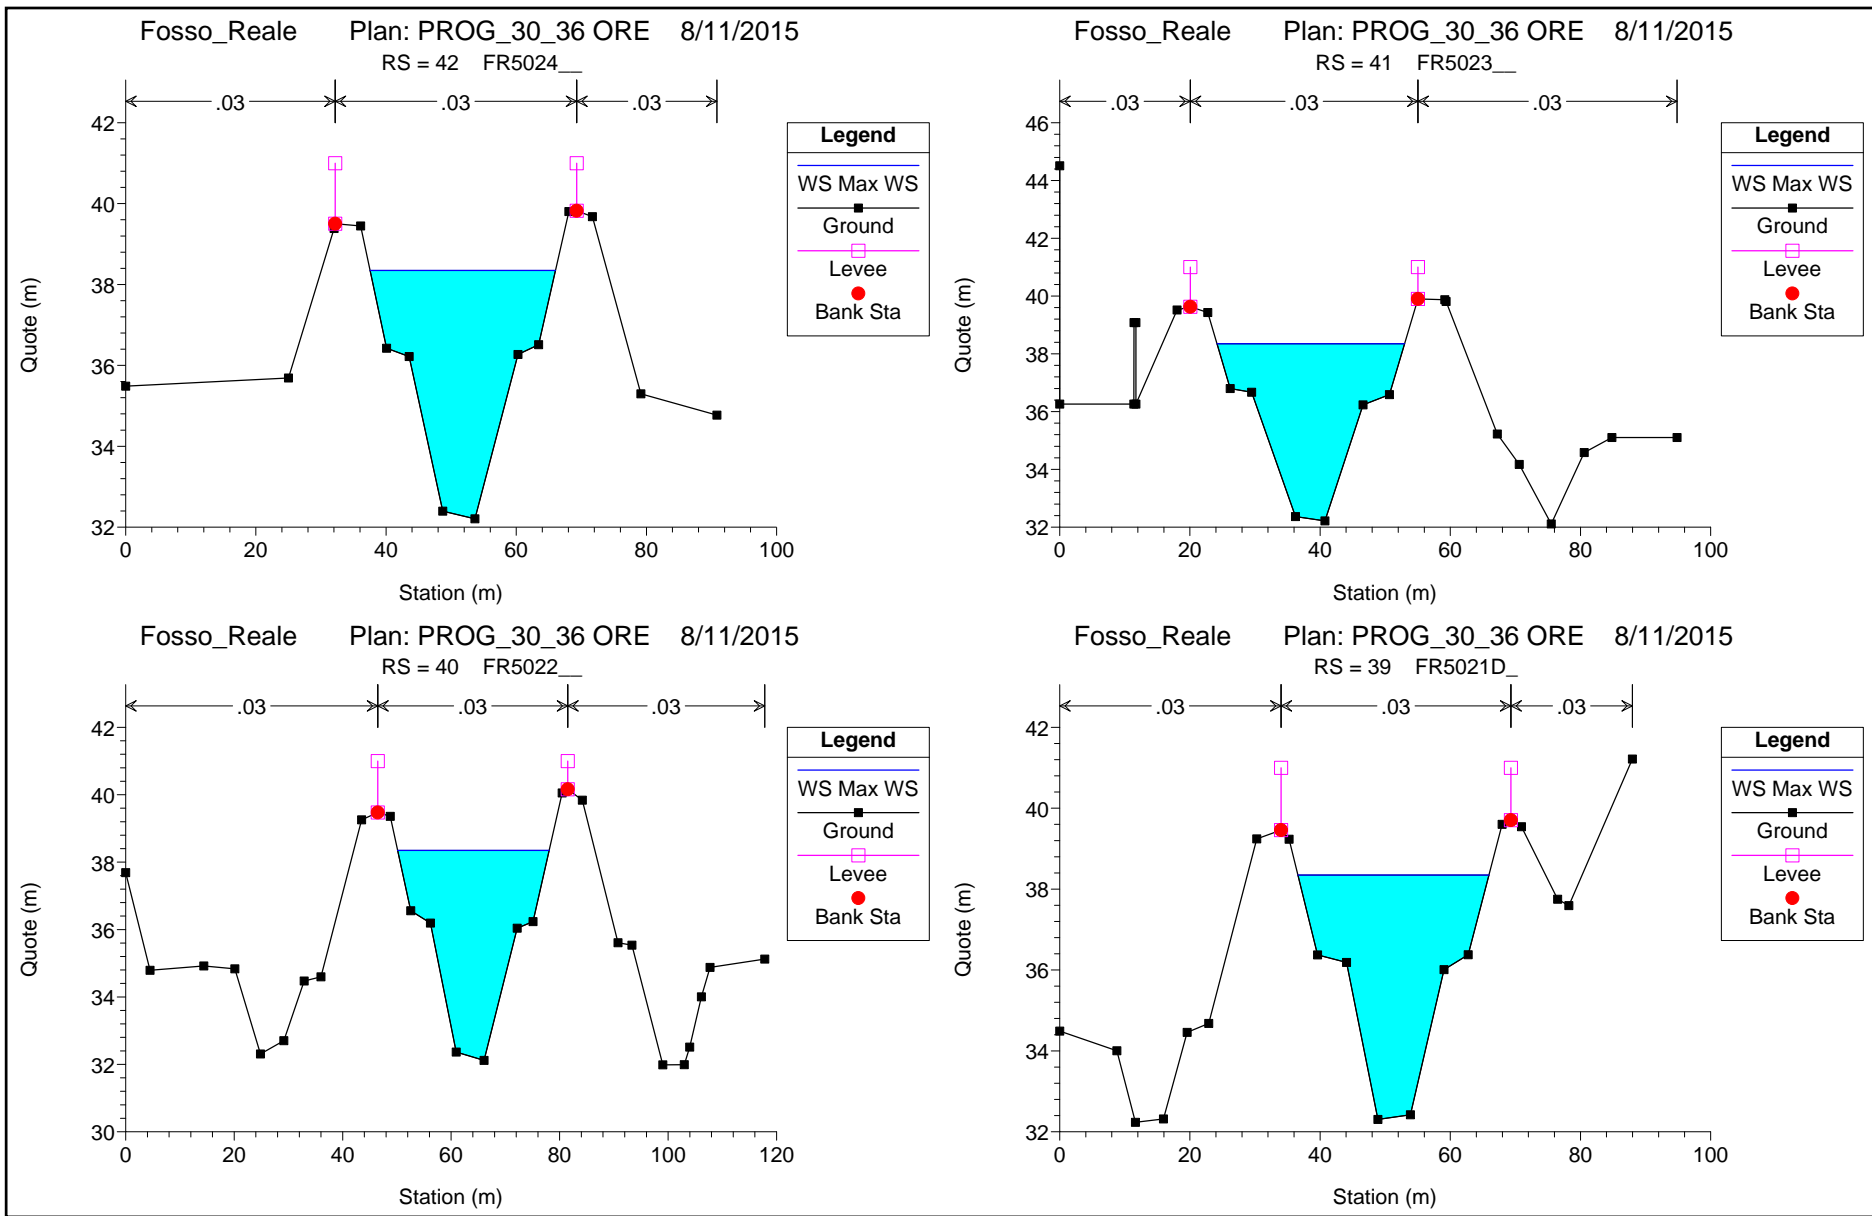 Fosso_Reale Plan: PROG_30_36 ORE 8/11/2015
RS = 42 FR5024__
.03 .03 .03
42
40
38
36
34
32
0 20 40 60 80 100
Station (m)
Quote (m)
Legend
WS Max WS
Ground
Levee
Bank Sta
Fosso_Reale Plan: PROG_30_36 ORE 8/11/2015
RS = 41 FR5023__
.03 .03 .03
46
44
42
40
38
36
34
32
0 20 40 60 80 100
Station (m)
Quote (m)
Legend
WS Max WS
Ground
Levee
Bank Sta
Fosso_Reale Plan: PROG_30_36 ORE 8/11/2015
RS = 40 FR5022__
.03 .03 .03
42
40
38
36
34
32
30
0 20 40 60 80 100 120
Station (m)
Quote (m)
Legend
WS Max WS
Ground
Levee
Bank Sta
Fosso_Reale Plan: PROG_30_36 ORE 8/11/2015
RS = 39 FR5021D_
.03 .03 .03
42
40
38
36
34
32
0 20 40 60 80 100
Station (m)
Quote (m)
Legend
WS Max WS
Ground
Levee
Bank Sta